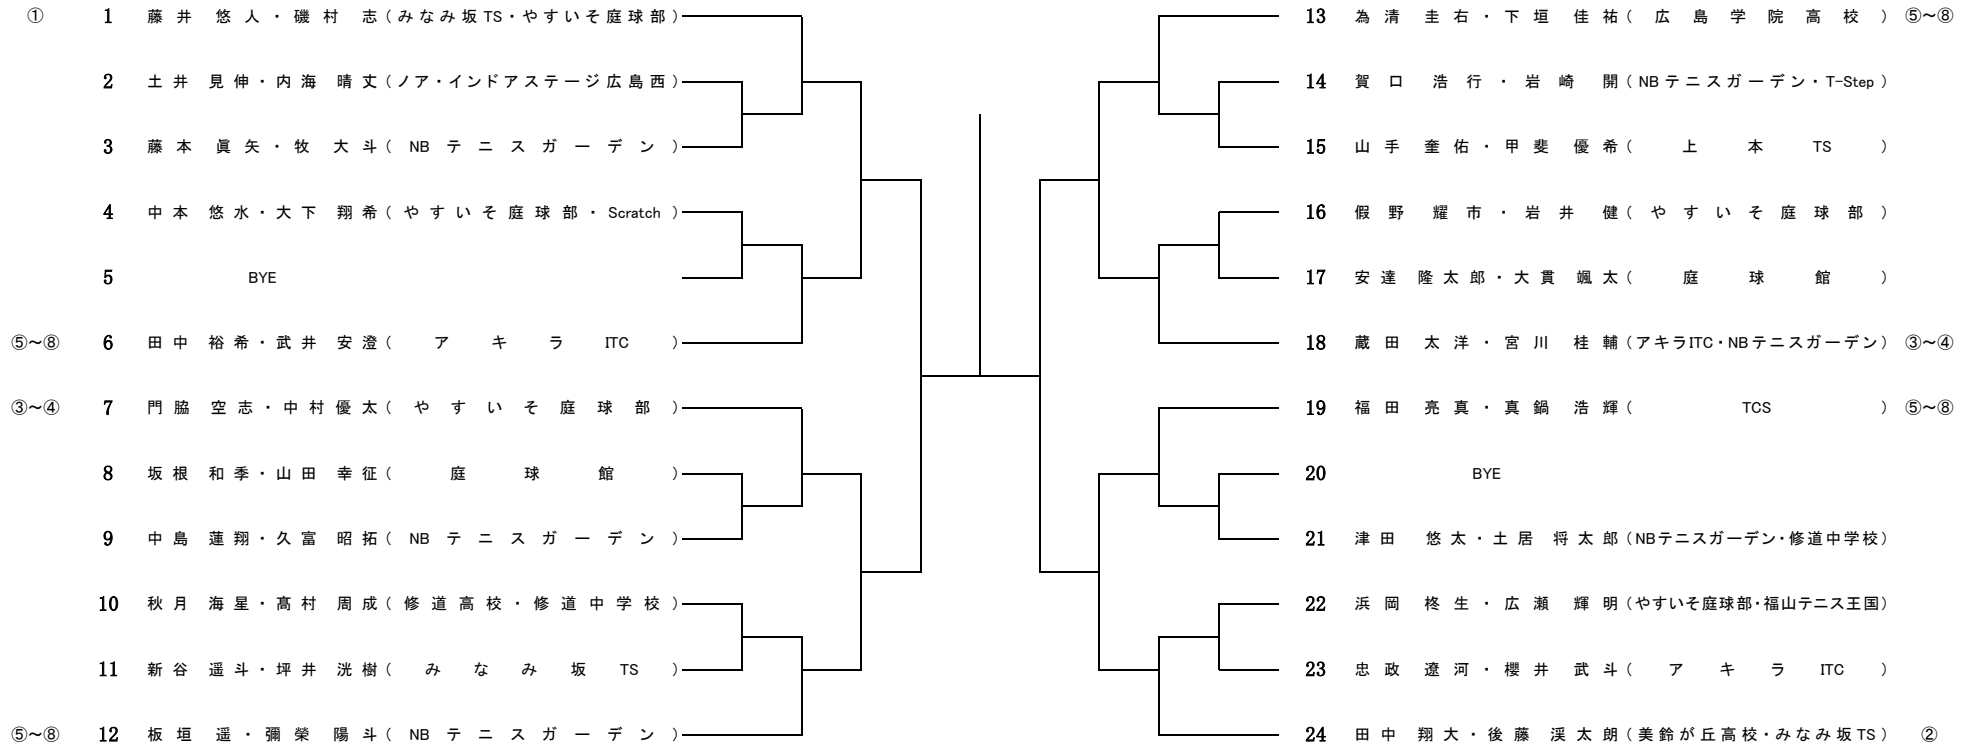 ① 1 藤井 悠人・磯村 志(みなみ坂TS・やすいそ庭球部)
2 土井 見伸・内海 晴丈(ノア・インドアステージ広島西)
3 藤本 眞矢・牧 大斗(NBテニスガーデン)
4 中本 悠水・大下 翔希(やすいそ庭球部・Scratch)
5 BYE
⑤~⑧ 6 田中 裕希・武井 安澄(アキラITC)
③~④ 7 門脇 空志・中村優太(やすいそ庭球部)
8 坂根 和季・山田 幸征(庭球館)
9 中島 蓮翔・久富 昭拓(NBテニスガーデン)
10 秋月 海星・髙村 周成(修道高校・修道中学校)
11 新谷 遥斗・坪井 洸樹(みなみ坂TS)
⑤~⑧ 12 板垣 遥・彌榮 陽斗(NBテニスガーデン)
13 為清 圭右・下垣 佳祐(広島学院高校) ⑤~⑧
14 賀口 浩行・岩崎 開(NBテニスガーデン・T-Step)
15 山手 奎佑・甲斐 優希(上本TS)
16 假野 耀市・岩井 健(やすいそ庭球部)
17 安達 隆太郎・大貫 颯太(庭球館)
18 蔵田 太洋・宮川 桂輔(アキラITC・NBテニスガーデン) ③~④
19 福田 亮真・真鍋 浩輝(TCS) ⑤~⑧
20 BYE
21 津田 悠太・土居 将太郎(NBテニスガーデン・修道中学校)
22 浜岡 柊生・広瀬 輝明(やすいそ庭球部・福山テニス王国)
23 忠政 遼河・櫻井 武斗(アキラITC)
24 田中 翔大・後藤 渓太朗(美鈴が丘高校・みなみ坂TS) ②